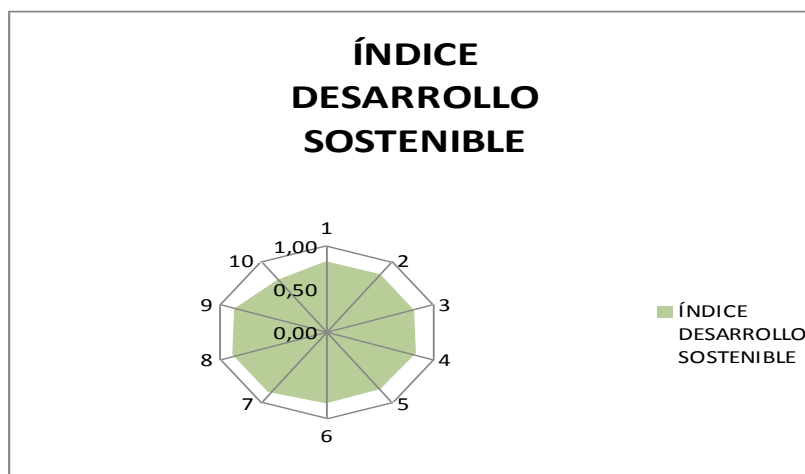 ÍNDICE
DESARROLLO
SOSTENIBLE
1
2
3
4
5
6
7
8
9
10
1,00
0,50
0,00
ÍNDICE
DESARROLLO
SOSTENIBLE